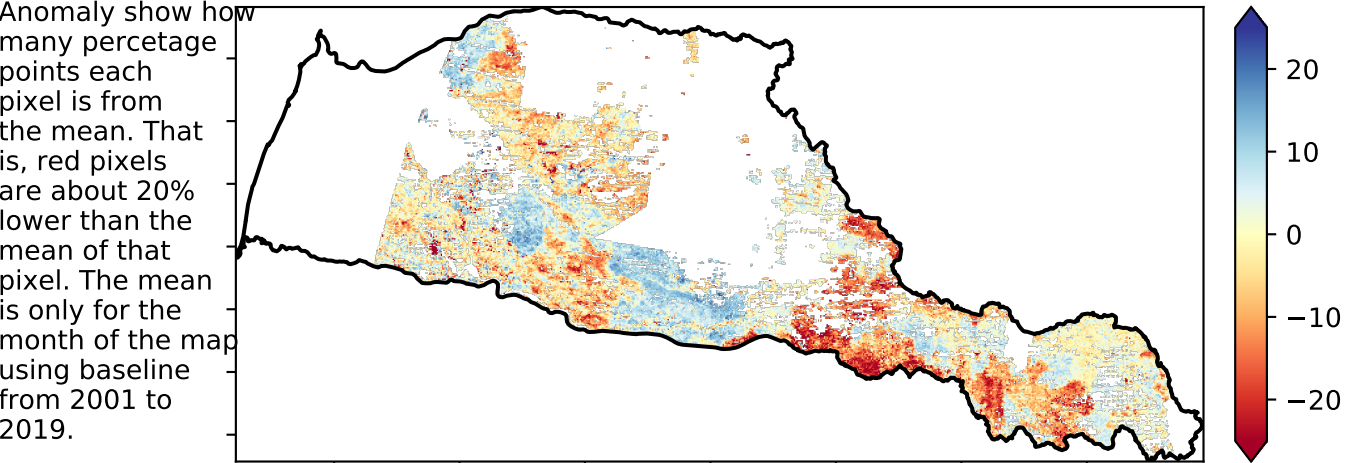 Anomaly show how
many percetage
points each
pixel is from
the mean. That
is, red pixels
are about 20%
lower than the
mean of that
pixel. The mean
is only for the
month of the map
using baseline
from 2001 to
2019.
20
10
0
−10
−20